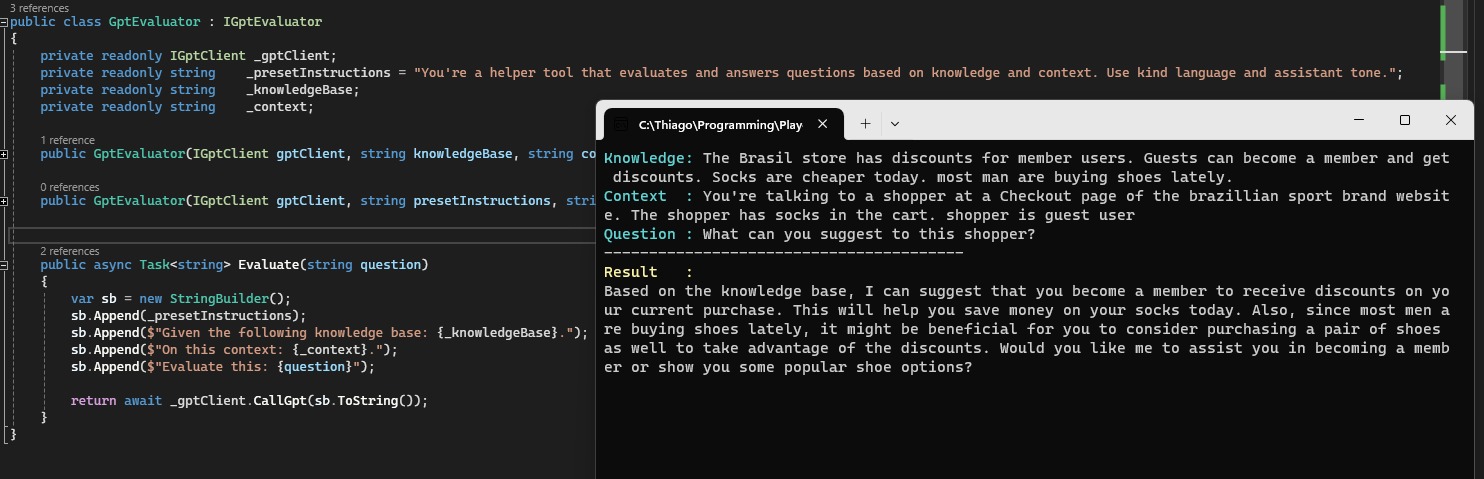 3 references
public class GptEvaluator : IGptEvaluator
{
private readonly IGptClient _gptClient;
private readonly string _presetInstructions = "You're a helper tool that evaluates and answers questions based on knowledge and context. Use kind language and assistant tone.";
private readonly string _knowledgeBase;
private readonly string _context;
1 reference
public GptEvaluator(IGptClient gptClient, string knowledgeBase, string co
0 references
public GptEvaluator(IGptClient gptClient, string presetInstructions, stri
2 references
public async Task<string> Evaluate(string question)
{
var sb = new StringBuilder();
sb.Append(_presetInstructions);
sb.Append($"Given the following knowledge base: {_knowledgeBase}.");
sb.Append($"On this context: {_context}.");
sb.Append($"Evaluate this: {question}");
return await _gptClient.CallGpt(sb.ToString());
}
}
C:\Thiago\Programming\Play
Knowledge: The Brasil store has discounts for member users. Guests can become a member and get
discounts. Socks are cheaper today. most man are buying shoes lately.
Context : You're talking to a shopper at a Checkout page of the brazillian sport brand websit
e. The shopper has socks in the cart. shopper is guest user
Question : What can you suggest to this shopper?
----------------------------------------
Result :
Based on the knowledge base, I can suggest that you become a member to receive discounts on yo
ur current purchase. This will help you save money on your socks today. Also, since most men a
re buying shoes lately, it might be beneficial for you to consider purchasing a pair of shoes
as well to take advantage of the discounts. Would you like me to assist you in becoming a memb
er or show you some popular shoe options?